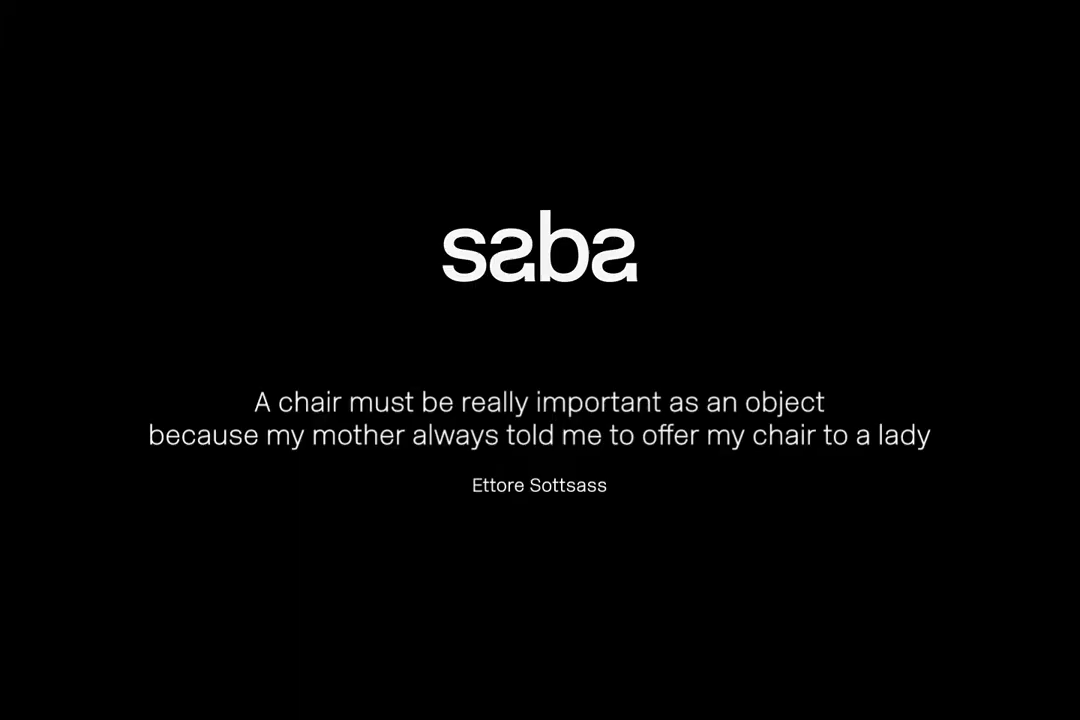 saba
A chair must be really important as an object
because my mother always told me to offer my chair to a lady
Ettore Sottsass